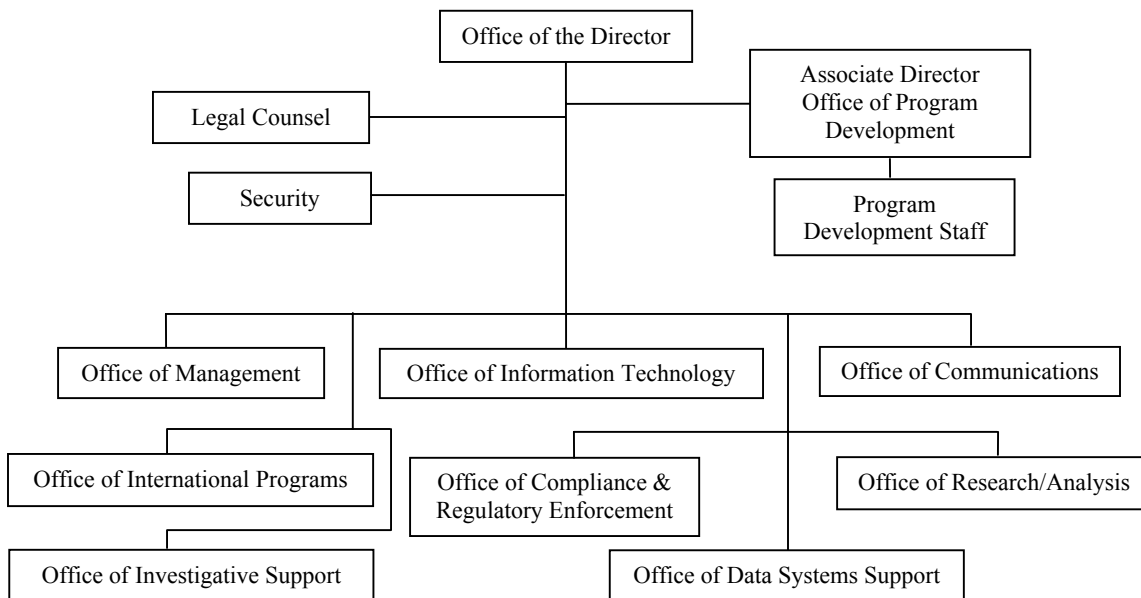 Office of the Director
Associate Director
Office of Program
Development
Legal Counsel
Security
Program
Development Staff
Office of Management
Office of Information Technology
Office of Communications
Office of International Programs
Office of Compliance &
Regulatory Enforcement
Office of Research/Analysis
Office of Investigative Support
Office of Data Systems Support